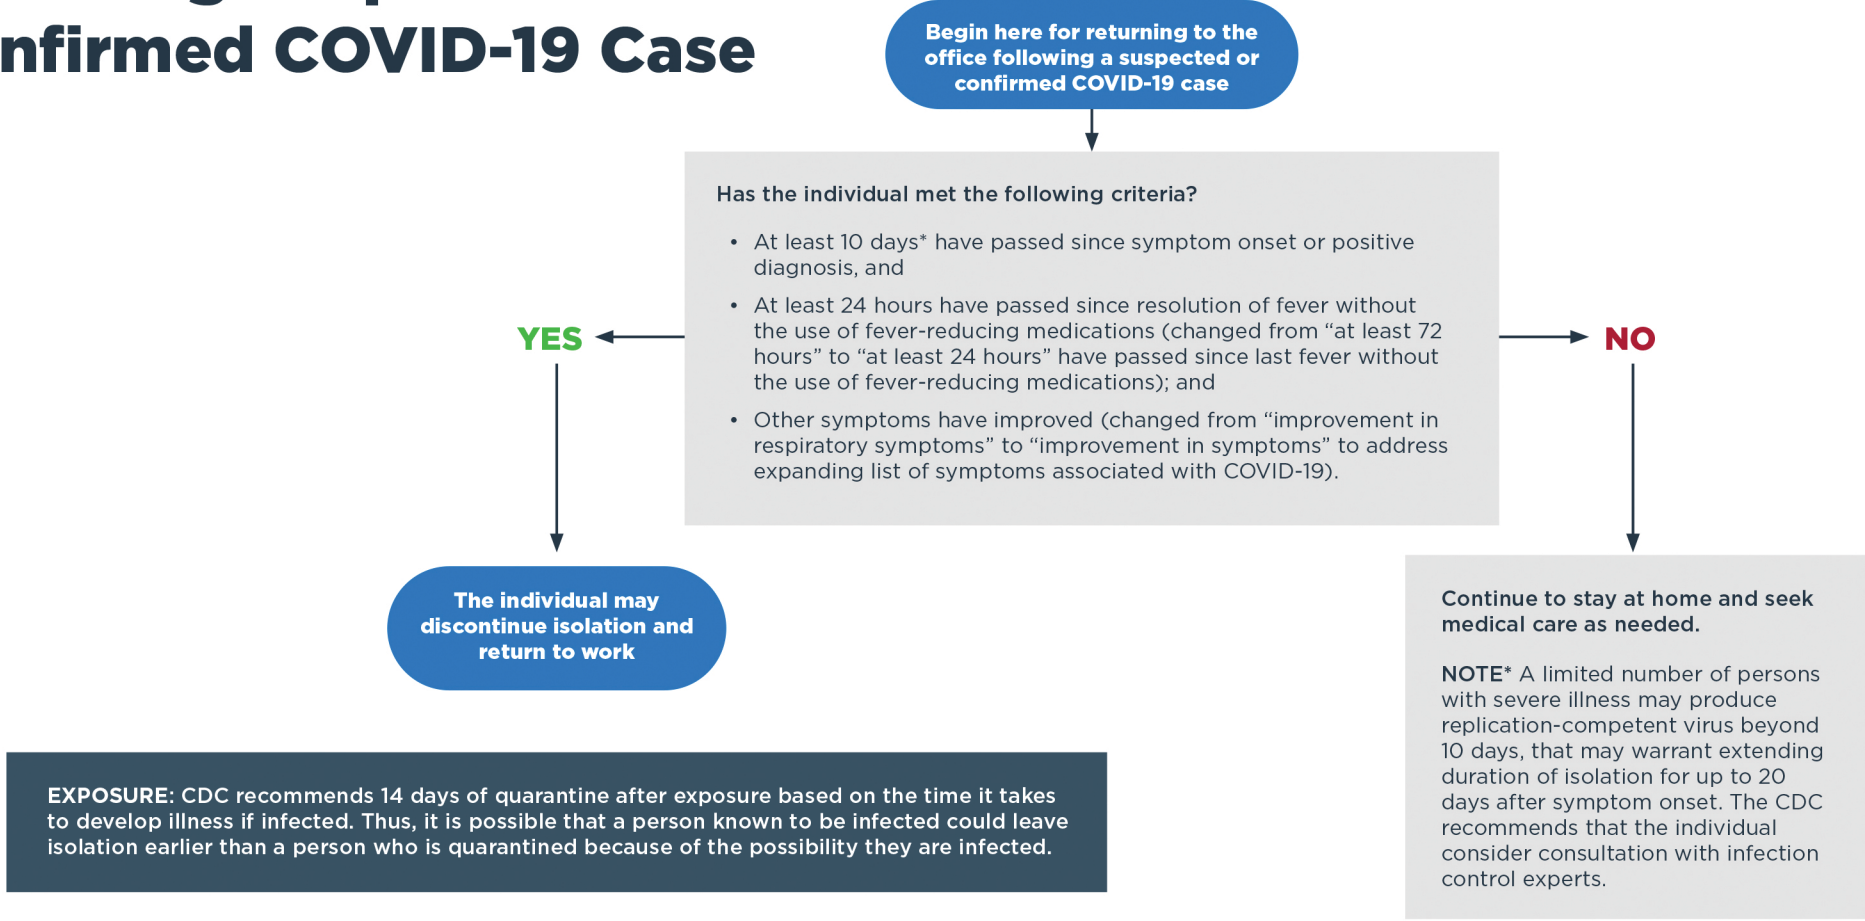 nfirmed COVID-19 Case
Begin here for returning to the
office following a suspected or
confirmed COVID-19 case
Has the individual met the following criteria?
• At least 10 days* have passed since symptom onset or positive
diagnosis, and
• At least 24 hours have passed since resolution of fever without
the use of fever-reducing medications (changed from “at least 72
hours” to “at least 24 hours” have passed since last fever without
the use of fever-reducing medications); and
• Other symptoms have improved (changed from “improvement in
respiratory symptoms” to “improvement in symptoms” to address
expanding list of symptoms associated with COVID-19).
YES
NO
The individual may
discontinue isolation and
return to work
Continue to stay at home and seek
medical care as needed.
NOTE* A limited number of persons
with severe illness may produce
replication-competent virus beyond
10 days, that may warrant extending
duration of isolation for up to 20
days after symptom onset. The CDC
recommends that the individual
consider consultation with infection
control experts.
EXPOSURE: CDC recommends 14 days of quarantine after exposure based on the time it takes
to develop illness if infected. Thus, it is possible that a person known to be infected could leave
isolation earlier than a person who is quarantined because of the possibility they are infected.